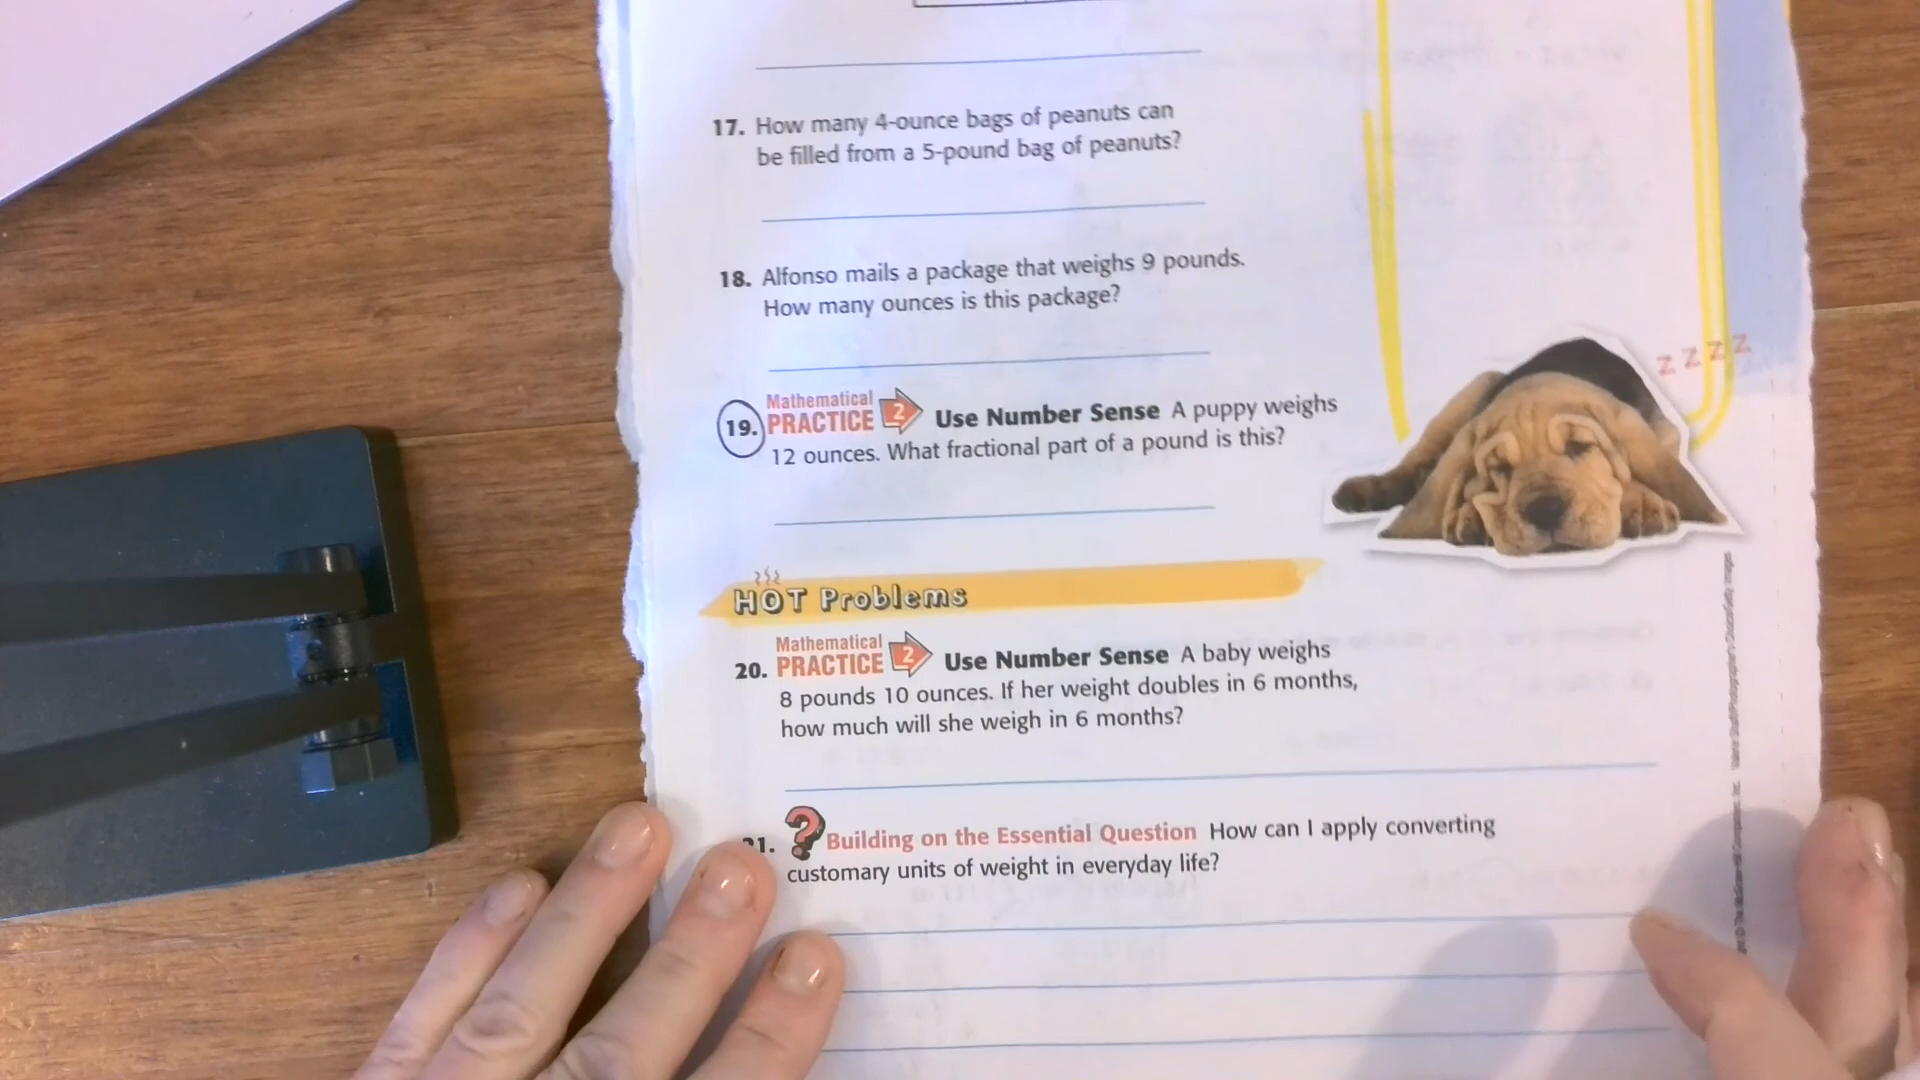 17. How many 4-ounce bags of peanuts can
be filled from a 5-pound bag of peanuts?
18. Alfonso mails a package that weighs 9 pounds.
How many ounces is this package?
19. Mathematical PRACTICE 2 Use Number Sense A puppy weighs
12 ounces. What fractional part of a pound is this?
z z z z
HOT Problems
20. Mathematical PRACTICE 2 Use Number Sense A baby weighs
8 pounds 10 ounces. If her weight doubles in 6 months,
how much will she weigh in 6 months?
21. ? Building on the Essential Question How can I apply converting
customary units of weight in everyday life?